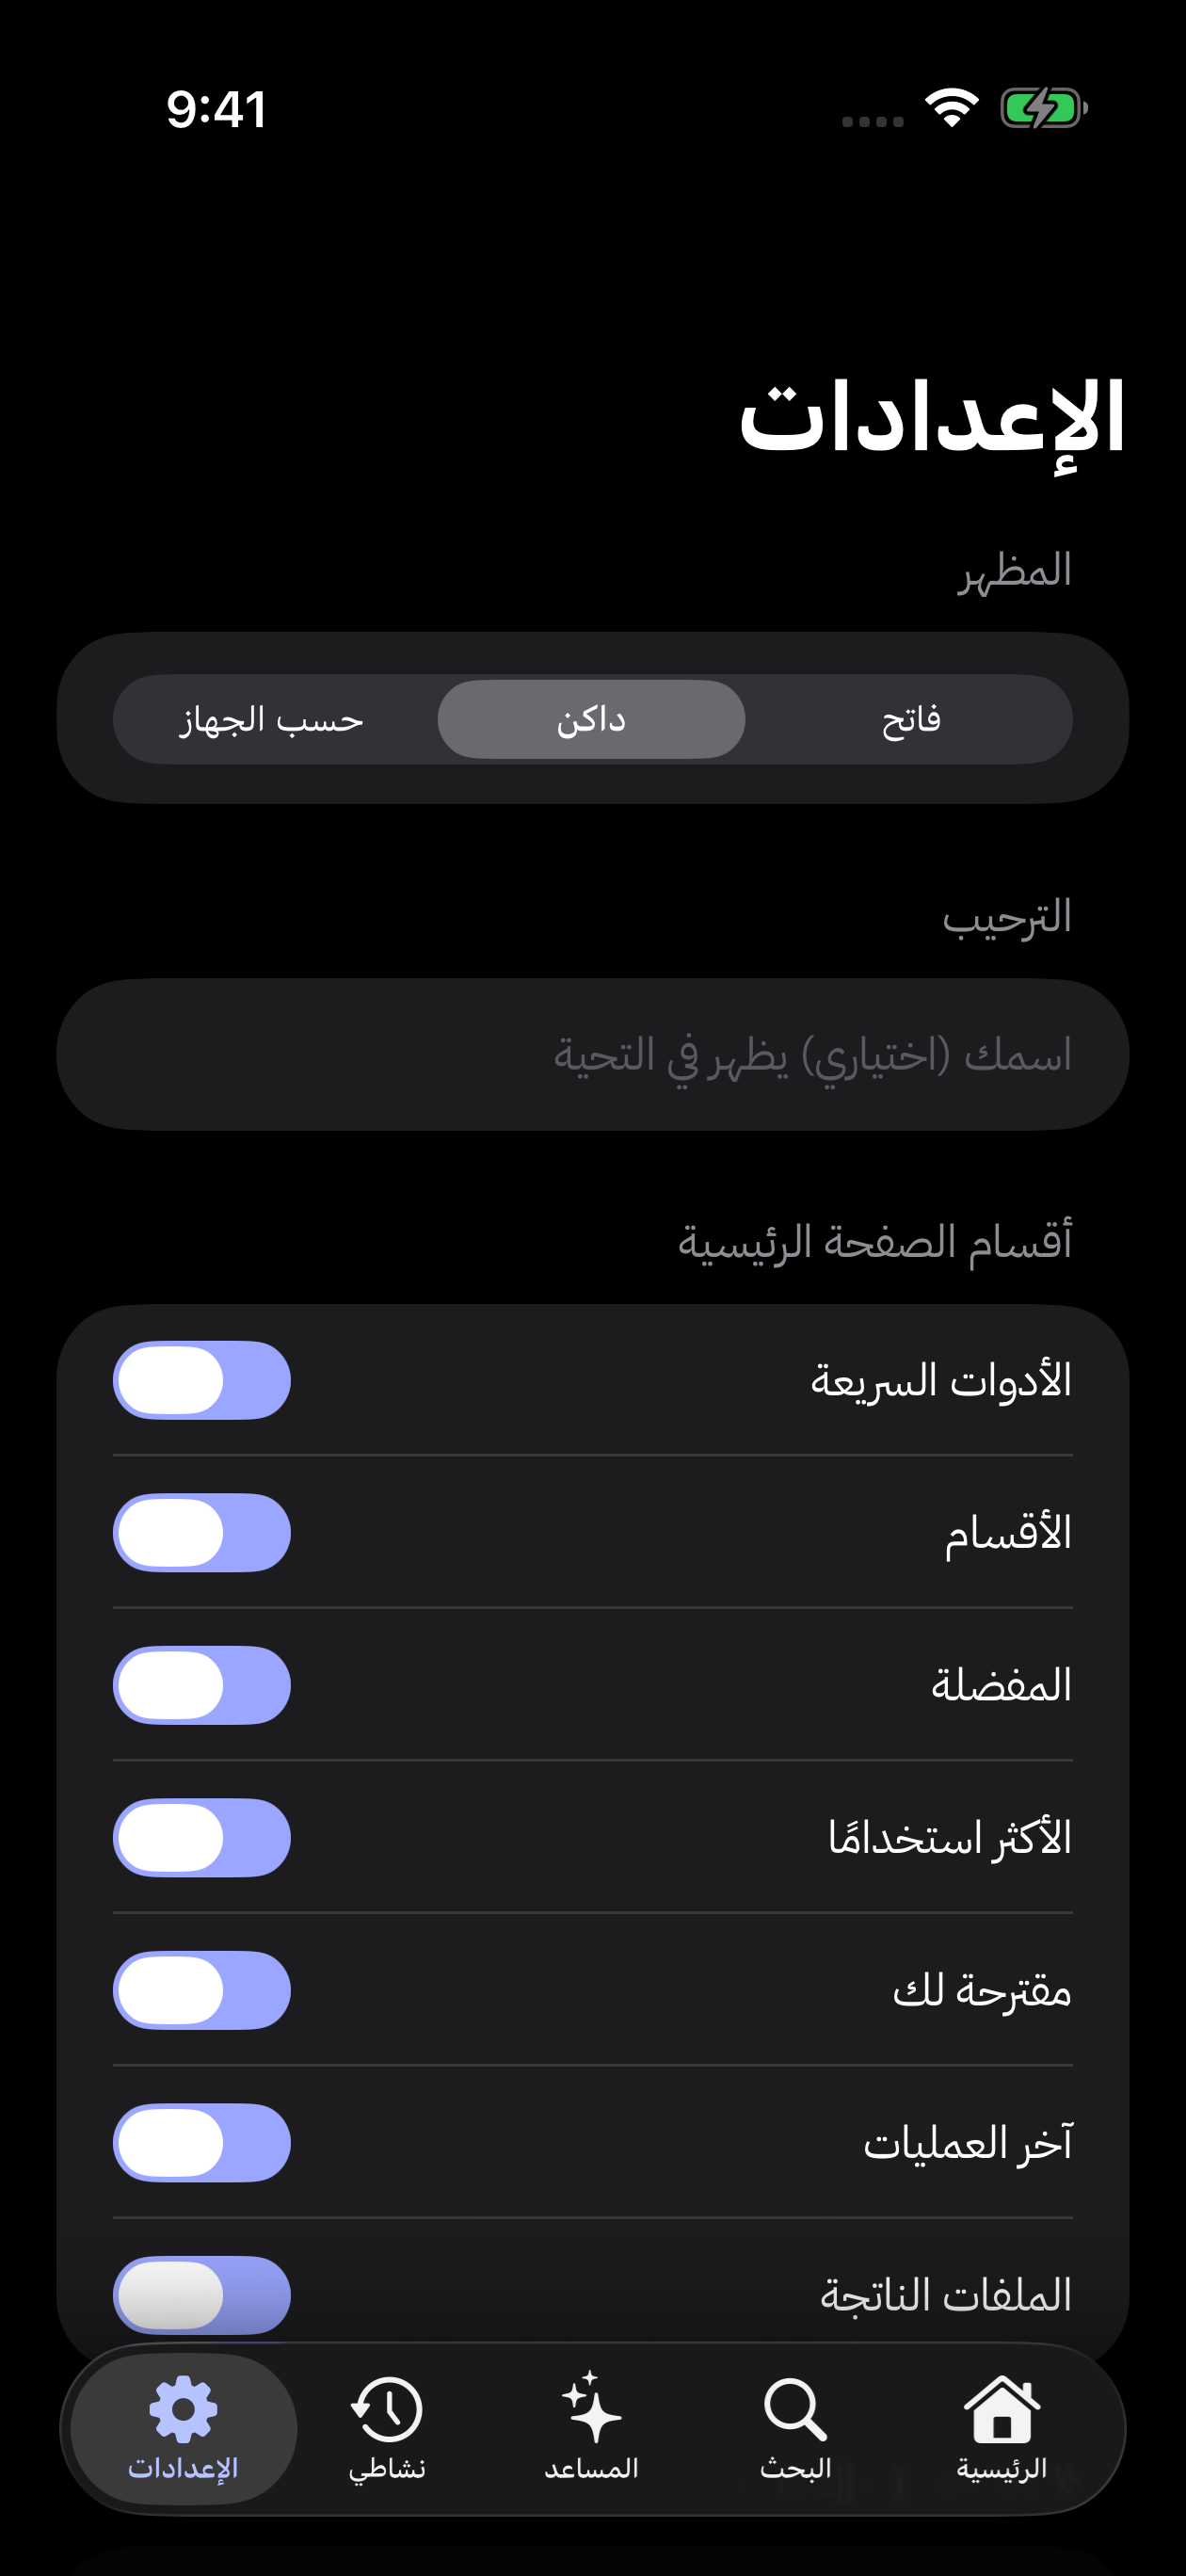 9:41
الإعدادات
المظهر
فاتح
داكن
حسب الجهاز
الترحيب
اسمك (اختياري) يظهر في التحية
أقسام الصفحة الرئيسية
الأدوات السريعة
الأقسام
المفضلة
الأكثر استخدامًا
مقترحة لك
آخر العمليات
الملفات الناتجة
الرئيسية
البحث
المساعد
نشاطي
الإعدادات